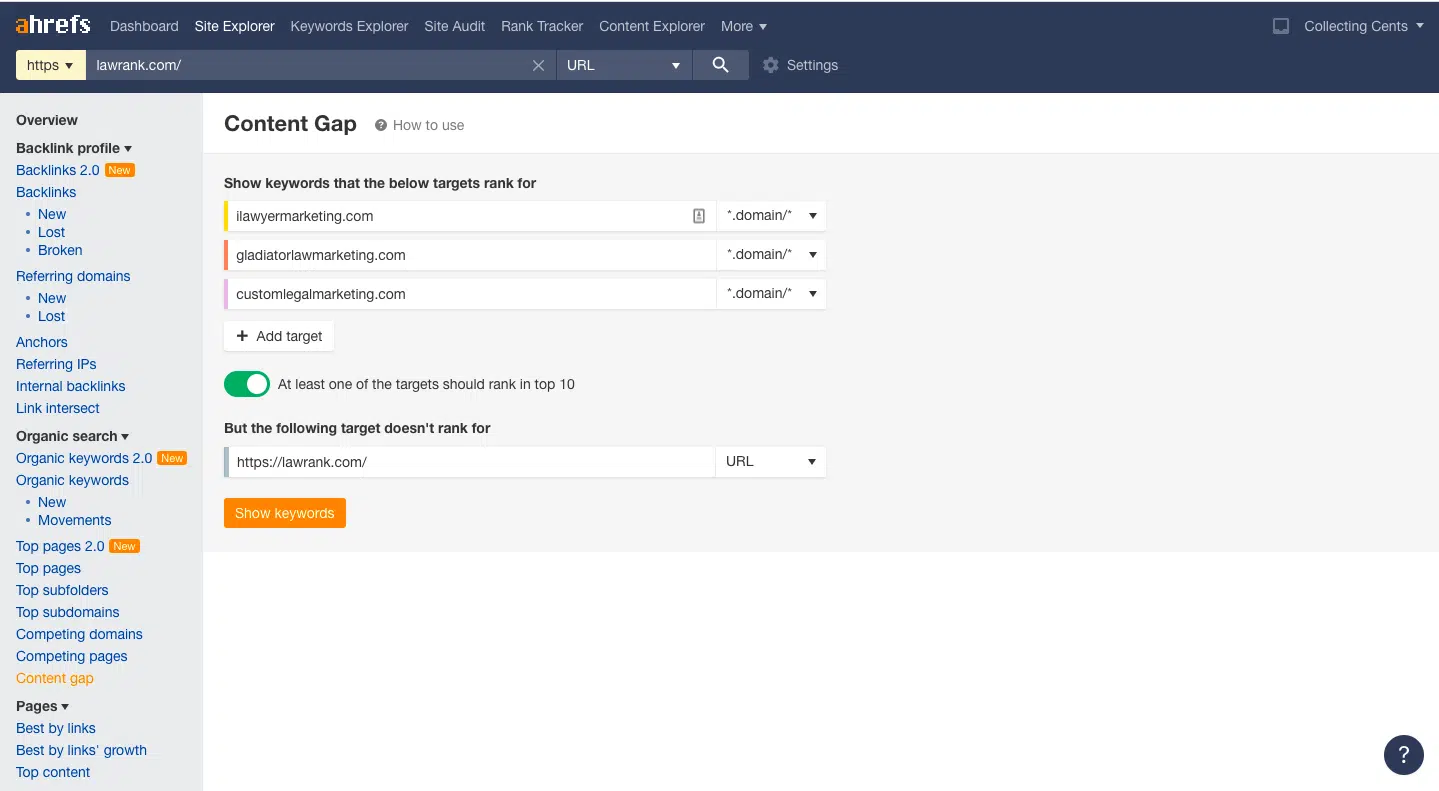 ahrefs Dashboard Site Explorer Keywords Explorer Site Audit Rank Tracker Content Explorer More Collecting Cents
https lawrank.com/ URL Settings
Overview
Backlink profile
Backlinks 2.0 New
Backlinks
New
Lost
Broken
Referring domains
New
Lost
Anchors
Referring IPs
Internal backlinks
Link intersect
Organic search
Organic keywords 2.0 New
Organic keywords
New
Movements
Top pages 2.0 New
Top pages
Top subfolders
Top subdomains
Competing domains
Competing pages
Content gap
Pages
Best by links
Best by links' growth
Top content
Content Gap ? How to use
Show keywords that the below targets rank for
ilawyermarketing.com *.domain/*
gladiatorlawmarketing.com *.domain/*
customlegalmarketing.com *.domain/*
+ Add target
At least one of the targets should rank in top 10
But the following target doesn't rank for
https://lawrank.com/ URL
Show keywords
?